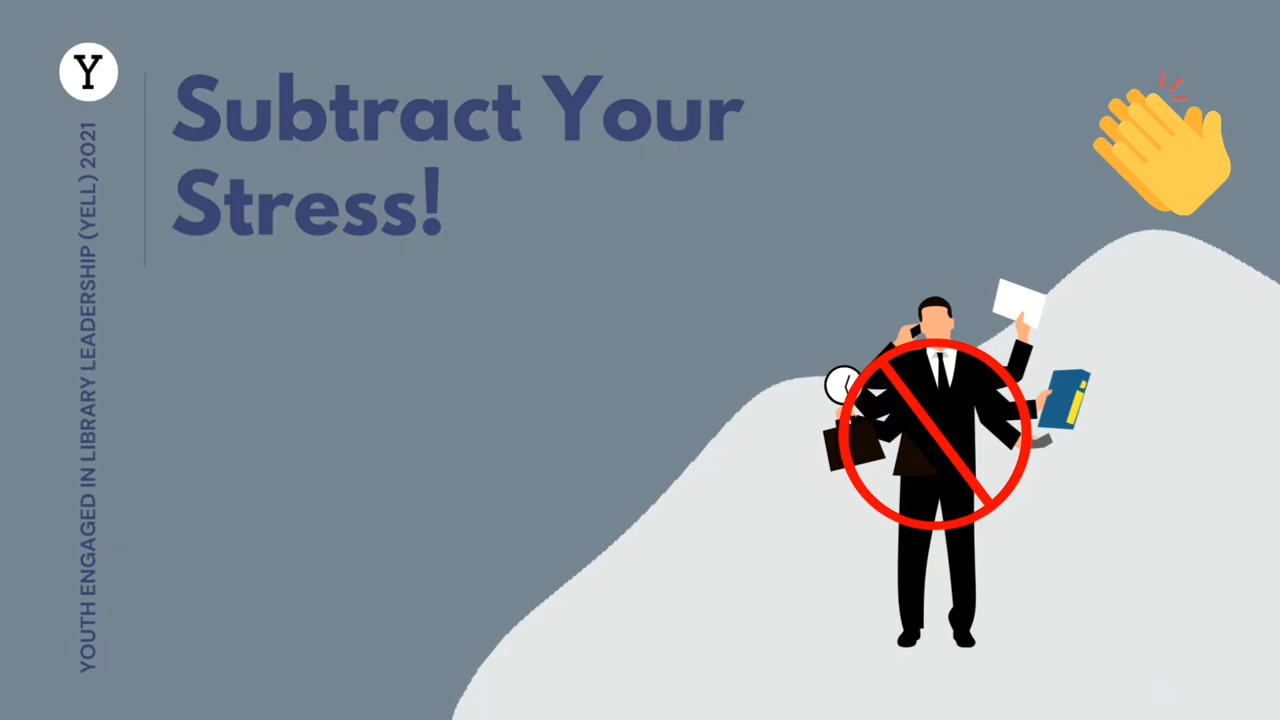 Y
Subtract Your
Stress!
YOUTH ENGAGED IN LIBRARY LEADERSHIP (YELL) 2021